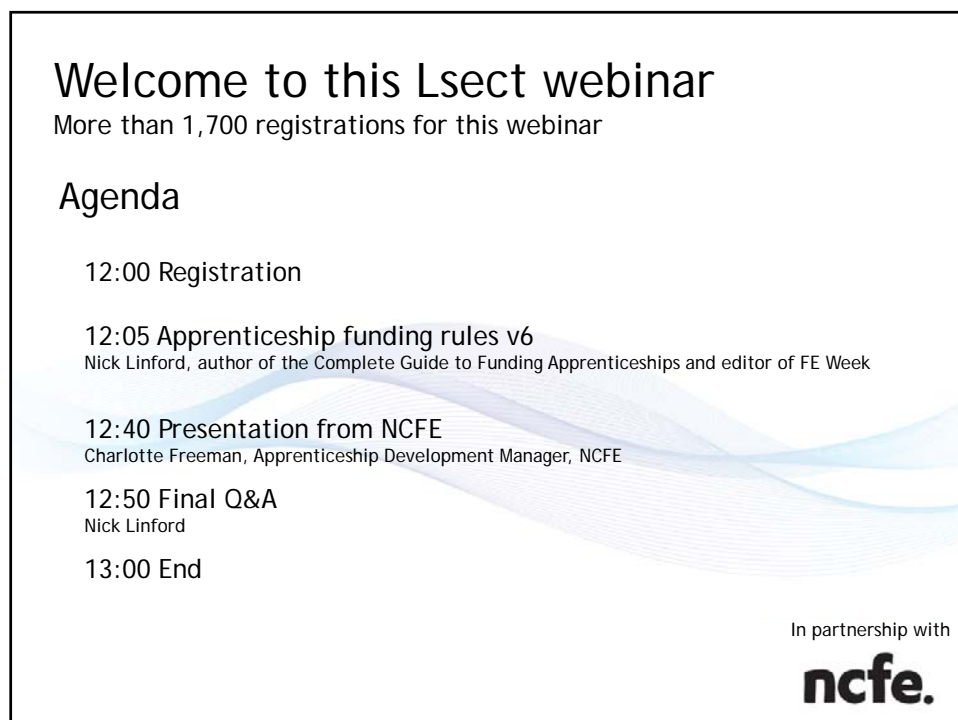 Welcome to this Lsect webinar
More than 1,700 registrations for this webinar
Agenda
12:00 Registration
12:05 Apprenticeship funding rules v6
Nick Linford, author of the Complete Guide to Funding Apprenticeships and editor of FE Week
12:40 Presentation from NCFE
Charlotte Freeman, Apprenticeship Development Manager, NCFE
12:50 Final Q&A
Nick Linford
13:00 End
In partnership with
ncfe.